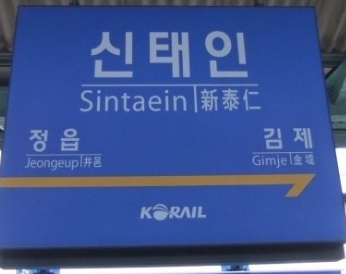 신태인
Sintaein 新泰仁
정읍 김제
Jeongeup 井邑 Gimje 金堤
KORAIL